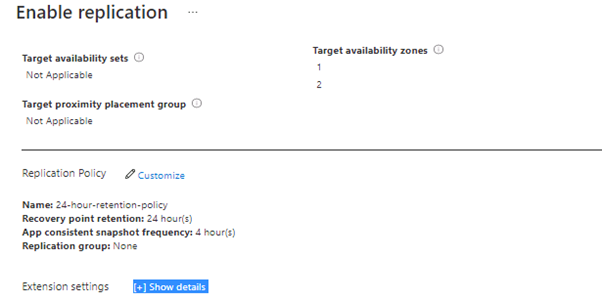 Enable replication ...
Target availability sets
Not Applicable
Target availability zones
1
2
Target proximity placement group
Not Applicable
Replication Policy Customize
Name: 24-hour-retention-policy
Recovery point retention: 24 hour(s)
App consistent snapshot frequency: 4 hour(s)
Replication group: None
Extension settings [+] Show details